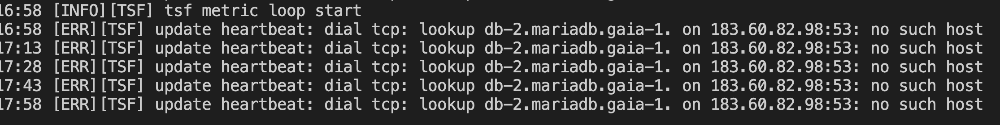 16:58 [INFO][TSF] tsf metric loop start
16:58 [ERR][TSF] update heartbeat: dial tcp: lookup db-2.mariadb.gaia-1. on 183.60.82.98:53: no such host
17:13 [ERR][TSF] update heartbeat: dial tcp: lookup db-2.mariadb.gaia-1. on 183.60.82.98:53: no such host
17:28 [ERR][TSF] update heartbeat: dial tcp: lookup db-2.mariadb.gaia-1. on 183.60.82.98:53: no such host
17:43 [ERR][TSF] update heartbeat: dial tcp: lookup db-2.mariadb.gaia-1. on 183.60.82.98:53: no such host
17:58 [ERR][TSF] update heartbeat: dial tcp: lookup db-2.mariadb.gaia-1. on 183.60.82.98:53: no such host